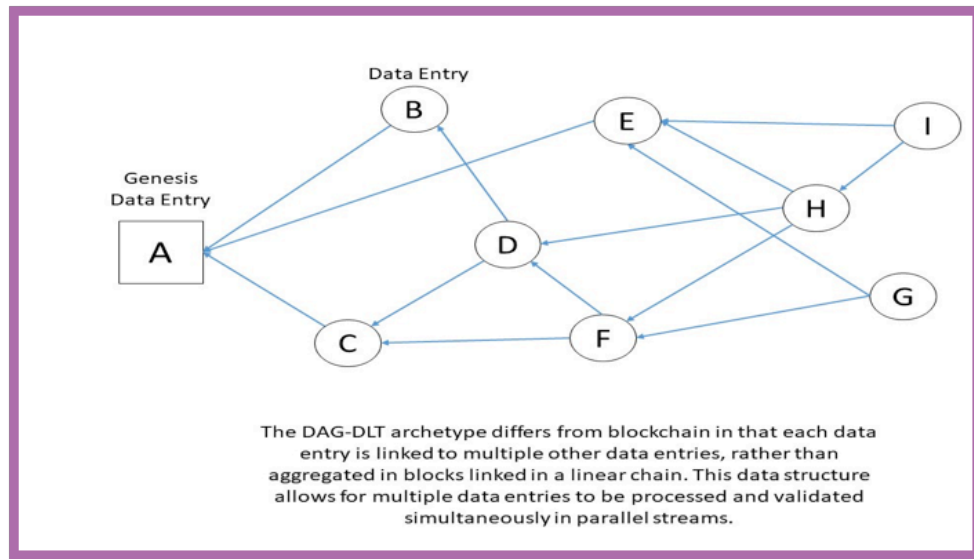 Data Entry
B
E
I
Genesis
Data Entry
H
A
D
G
C
F
The DAG-DLT archetype differs from blockchain in that each data
entry is linked to multiple other data entries, rather than
aggregated in blocks linked in a linear chain. This data structure
allows for multiple data entries to be processed and validated
simultaneously in parallel streams.